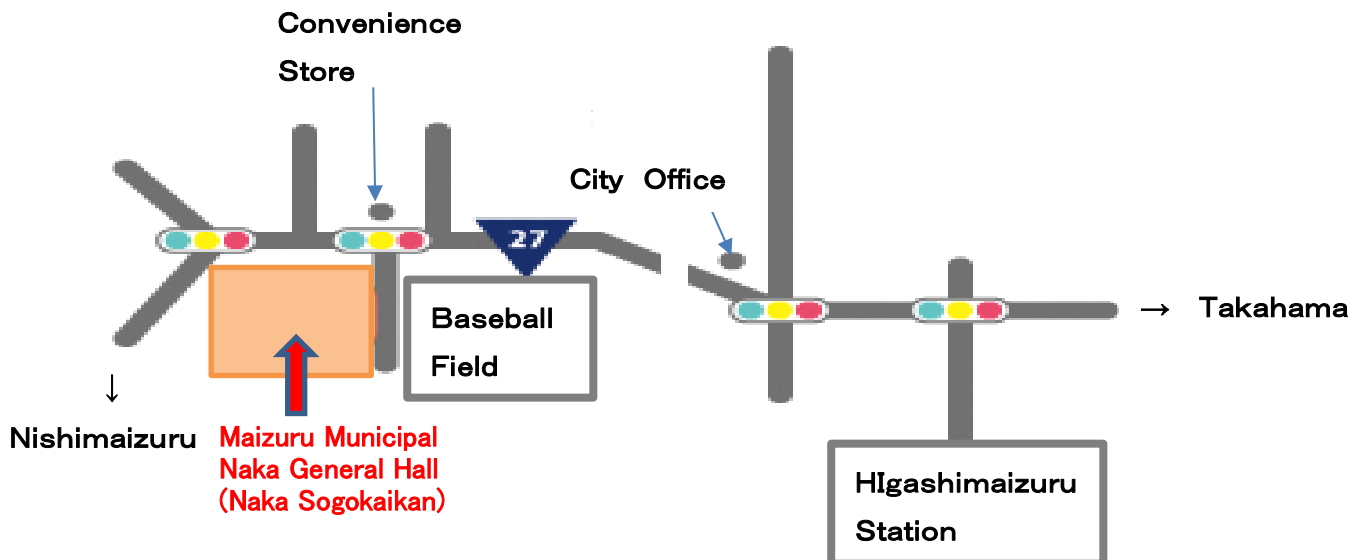 Convenience
Store
City Office
27
Baseball
Field
→ Takahama
↓
Nishimaizuru
Maizuru Municipal
Naka General Hall
(Naka Sogokaikan)
HIgashimaizuru
Station